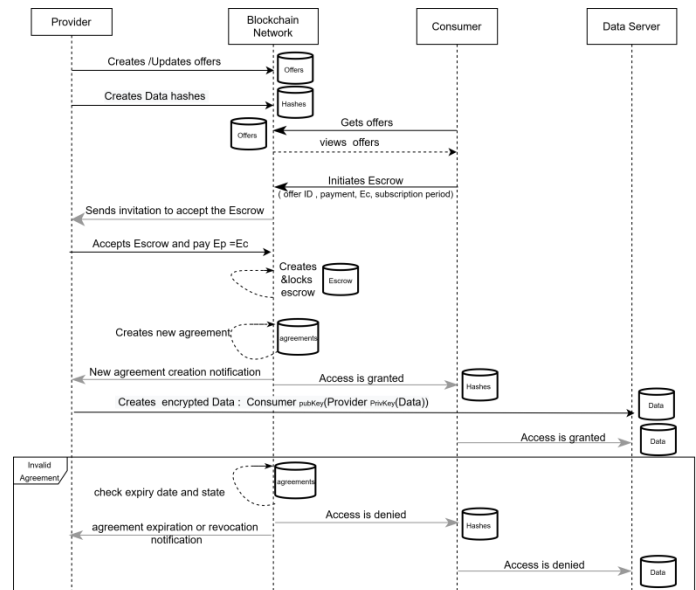 Provider
Blockchain
Network
Consumer
Data Server
Creates /Updates offers
Offers
Creates Data hashes
Hashes
Gets offers
Offers
views offers
Initiates Escrow
( offer ID , payment, Ec, subscription period)
Sends invitation to accept the Escrow
Accepts Escrow and pay Ep =Ec
Creates
&locks
escrow
Escrow
Creates new agreement
agreements
New agreement creation notification
Access is granted
Hashes
Creates encrypted Data : Consumer pubKey(Provider PrivKey(Data))
Data
Access is granted
Data
Invalid
Agreement
agreements
check expiry date and state
Access is denied
Hashes
agreement expiration or revocation
notification
Access is denied
Data